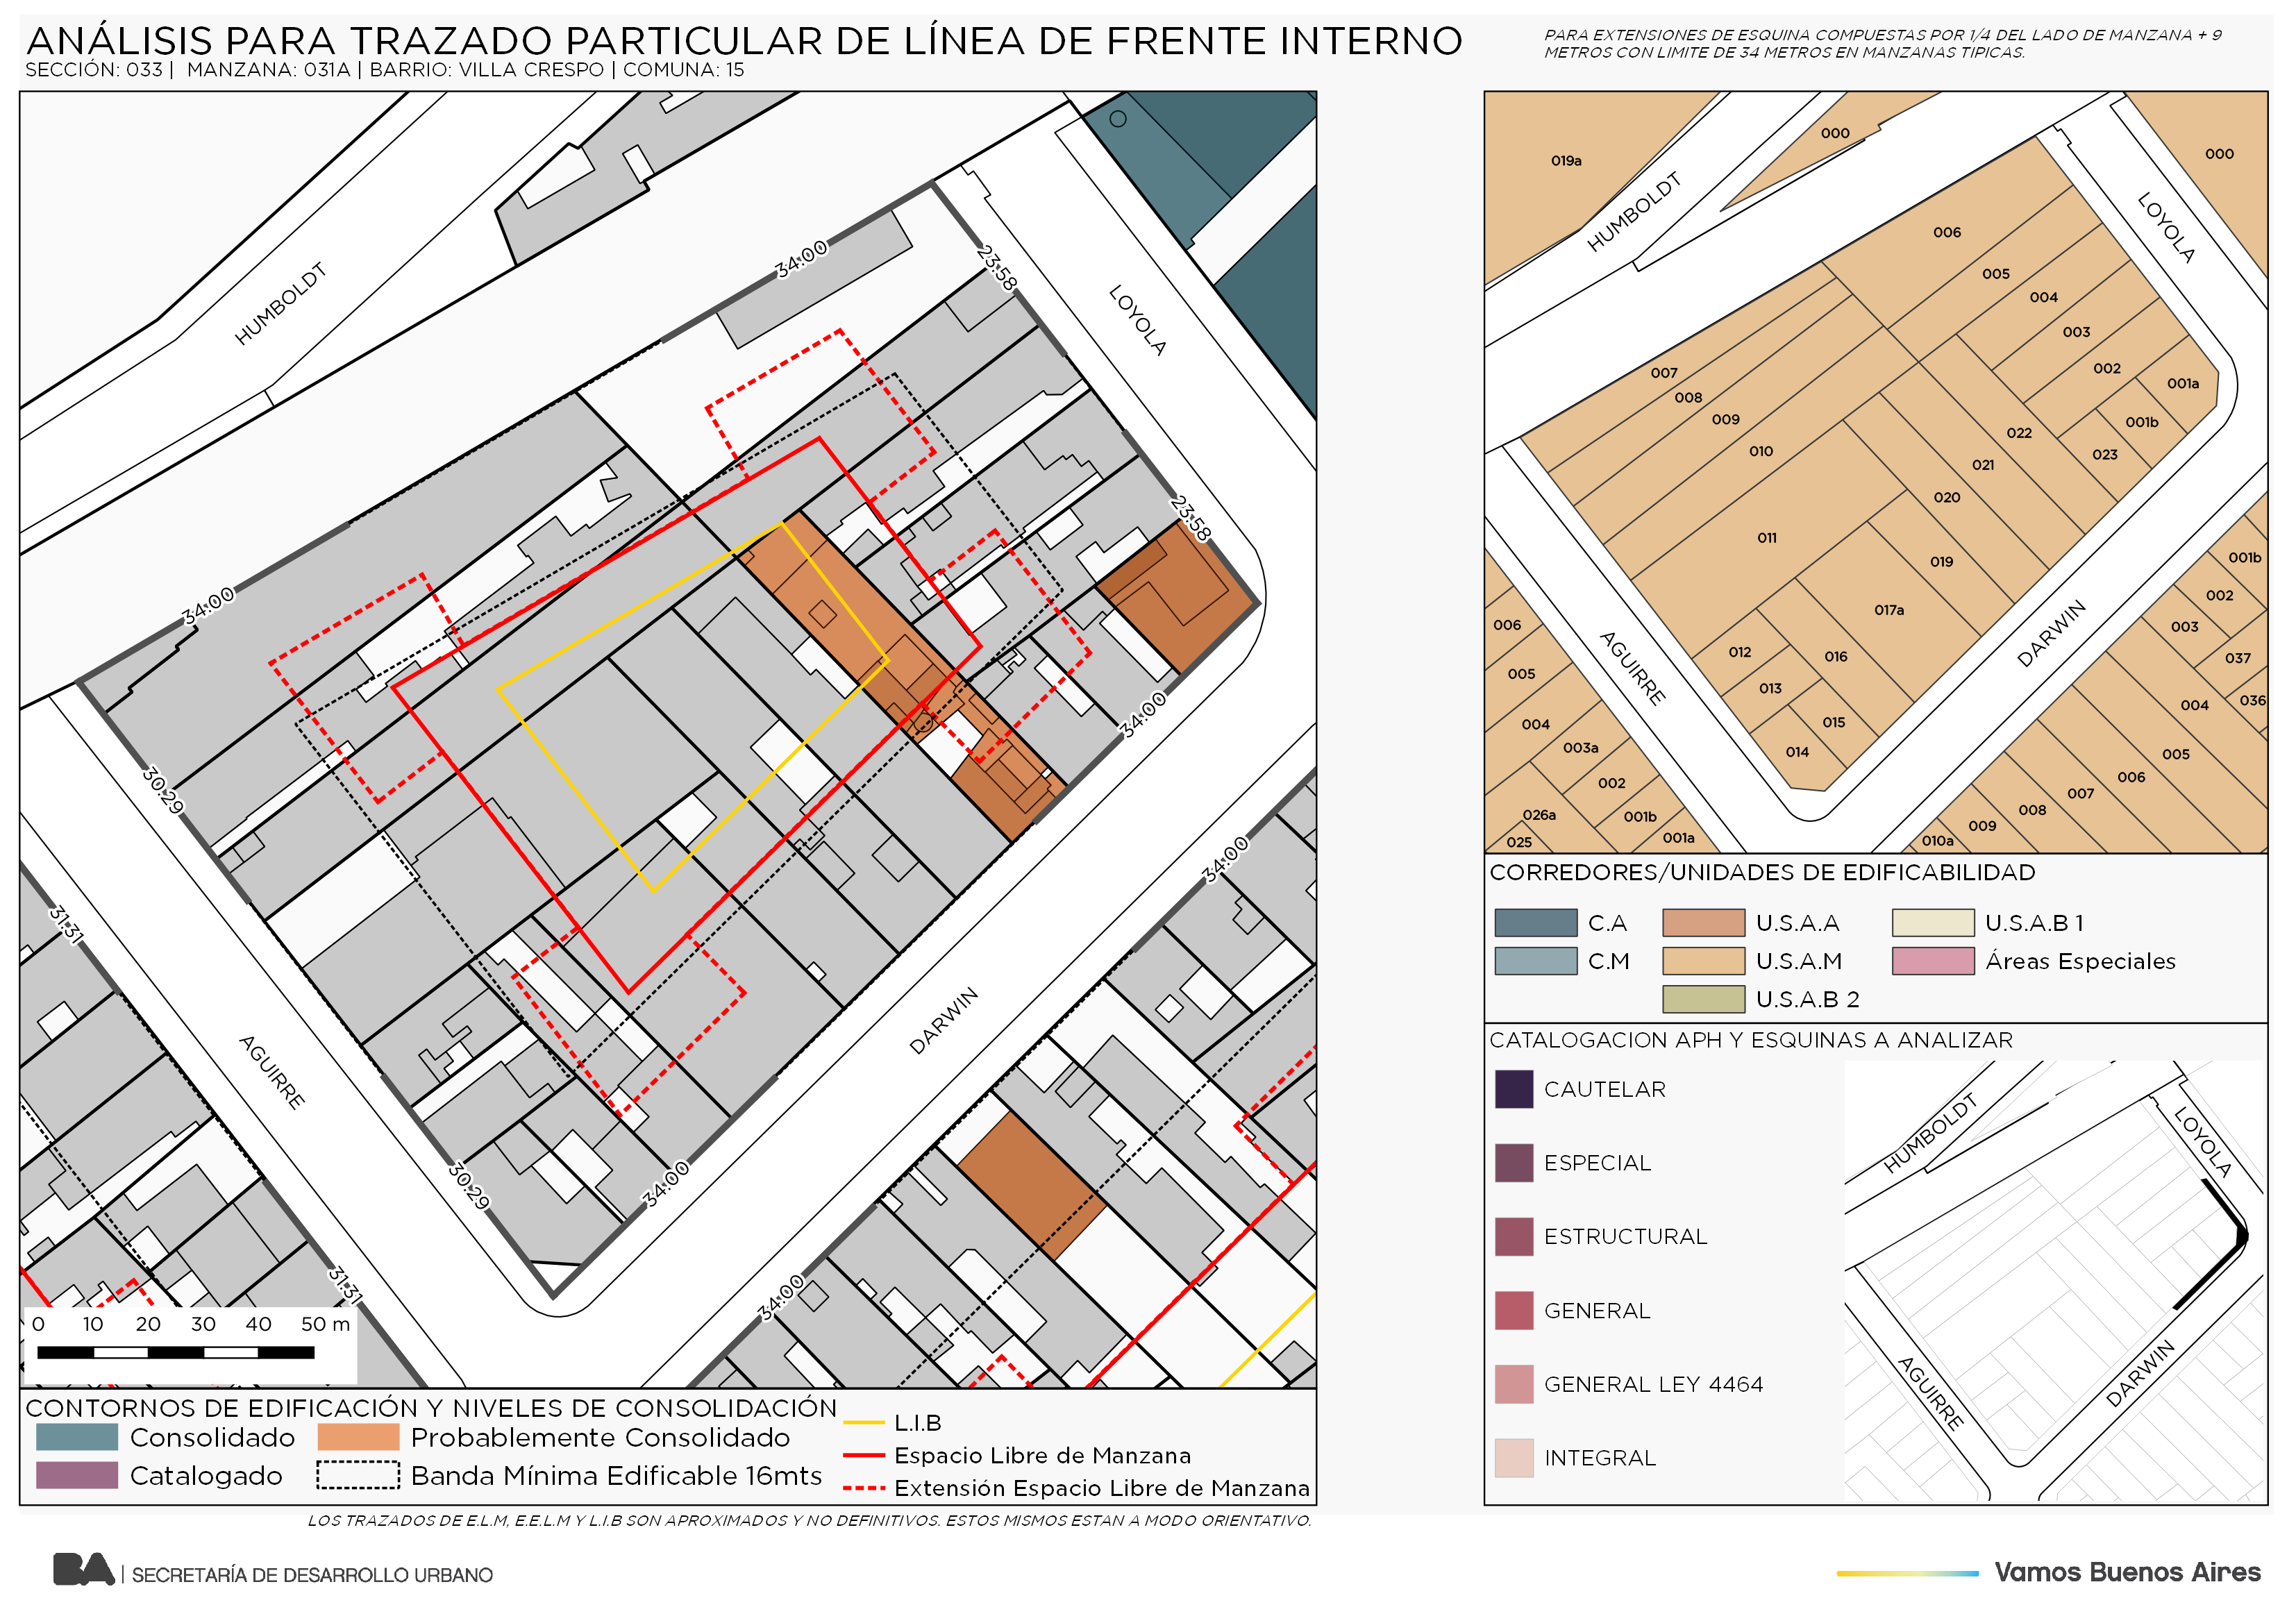 ANÁLISIS PARA TRAZADO PARTICULAR DE LÍNEA DE FRENTE INTERNO
SECCIÓN: 033 | MANZANA: 031A | BARRIO: VILLA CRESPO | COMUNA: 15
PARA EXTENSIONES DE ESQUINA COMPUESTAS POR 1/4 DEL LADO DE MANZANA + 9
METROS CON LIMITE DE 34 METROS EN MANZANAS TIPICAS.
HUMBOLDT
LOYOLA
34.00
23.58
34.00
23.58
30.29
34.00
31.31
34.00
AGUIRRE
DARWIN
30.29
34.00
31.31
34.00
0 10 20 30 40 50 m
CONTORNOS DE EDIFICACIÓN Y NIVELES DE CONSOLIDACIÓN
Consolidado
Probablemente Consolidado
Catalogado
Banda Mínima Edificable 16mts
L.I.B
Espacio Libre de Manzana
Extensión Espacio Libre de Manzana
LOS TRAZADOS DE E.L.M, E.E.L.M Y L.I.B SON APROXIMADOS Y NO DEFINITIVOS. ESTOS MISMOS ESTAN A MODO ORIENTATIVO.
019a
000
000
HUMBOLDT
LOYOLA
006
005
004
003
002
001a
001b
023
022
021
020
019
007
008
009
010
011
017a
012
016
013
015
014
AGUIRRE
DARWIN
006
005
004
003a
002
001b
001a
026a
025
001b
002
003
037
036
004
005
006
007
008
009
010a
CORREDORES/UNIDADES DE EDIFICABILIDAD
C.A
U.S.A.A
U.S.A.B 1
C.M
U.S.A.M
Áreas Especiales
U.S.A.B 2
CATALOGACION APH Y ESQUINAS A ANALIZAR
CAUTELAR
ESPECIAL
ESTRUCTURAL
GENERAL
GENERAL LEY 4464
INTEGRAL
HUMBOLDT
LOYOLA
AGUIRRE
DARWIN
BA | SECRETARÍA DE DESARROLLO URBANO
Vamos Buenos Aires